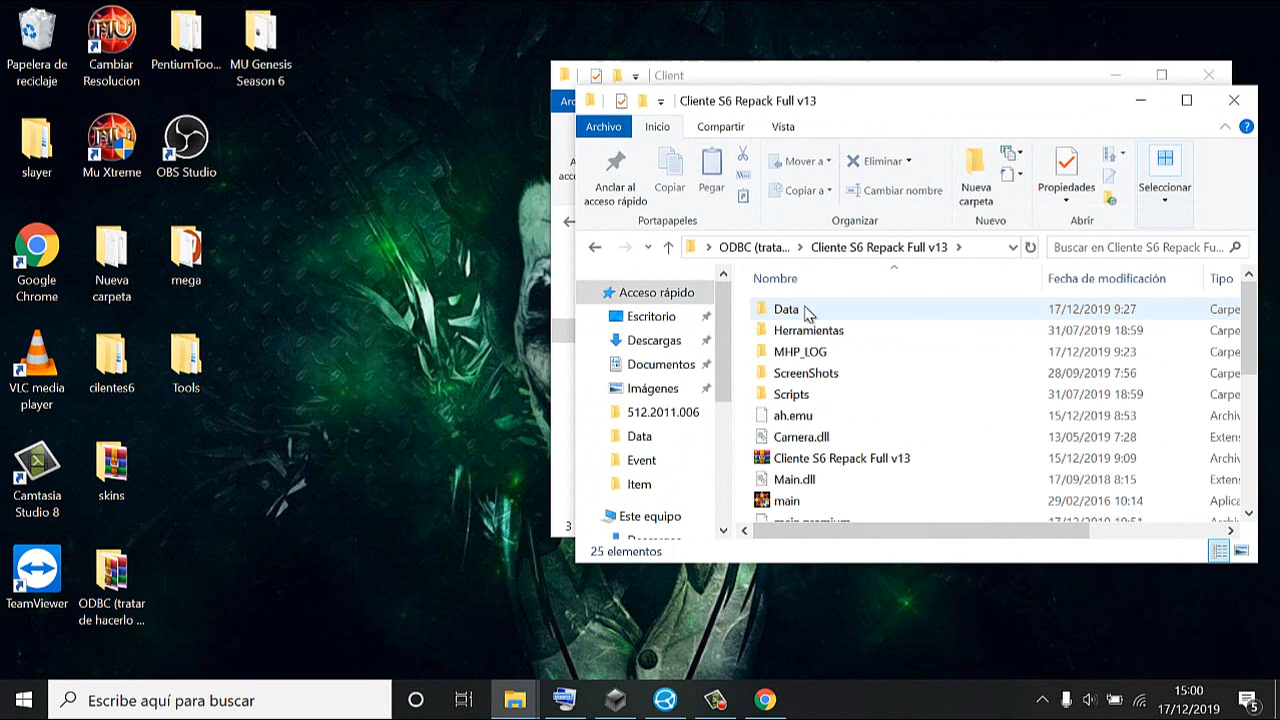 Papelera de
reciclaje
Cambiar
Resolucion
PentiumToo...
MU Genesis
Season 6
slayer
Mu Xtreme
OBS Studio
Google
Chrome
Nueva
carpeta
mega
VLC media
player
cilentes6
Tools
Camtasia
Studio 8
skins
TeamViewer
ODBC (tratar
de hacerlo ...
Client
Arc
Cliente S6 Repack Full v13
Archivo
Inicio
Compartir
Vista
Anclar al
acceso rápido
Copiar
Pegar
Portapapeles
Mover a
Copiar a
Eliminar
Cambiar nombre
Organizar
Nueva
carpeta
Nuevo
Propiedades
Abrir
Seleccionar
ODBC (trata...
Cliente S6 Repack Full v13
Buscar en Cliente S6 Repack Fu...
Nombre
Fecha de modificación
Tipo
Acceso rápido
Escritorio
Descargas
Documentos
Imágenes
512.2011.006
Data
Event
Item
Este equipo
Data 17/12/2019 9:27 Carpe
Herramientas 31/07/2019 18:59 Carpe
MHP_LOG 17/12/2019 9:23 Carpe
ScreenShots 28/09/2019 7:56 Carpe
Scripts 31/07/2019 18:59 Carpe
ah.emu 15/12/2019 8:53 Archiv
Camera.dll 13/05/2019 7:28 Exten:
Cliente S6 Repack Full v13 15/12/2019 9:09 Archiv
Main.dll 17/09/2018 8:15 Exten:
main 29/02/2016 10:14 Aplica
3
25 elementos
Escribe aquí para buscar
15:00
17/12/2019
5